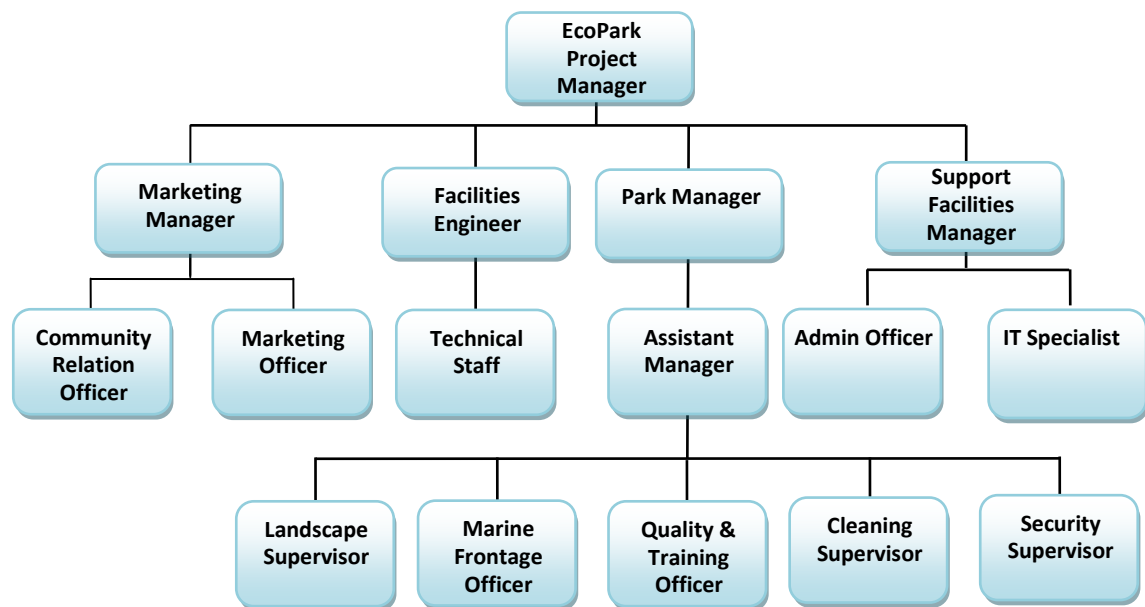 EcoPark
Project
Manager
Marketing
Manager
Facilities
Engineer
Park Manager
Support
Facilities
Manager
Community
Relation
Officer
Marketing
Officer
Technical
Staff
Assistant
Manager
Admin Officer
IT Specialist
Landscape
Supervisor
Marine
Frontage
Officer
Quality &
Training
Officer
Cleaning
Supervisor
Security
Supervisor